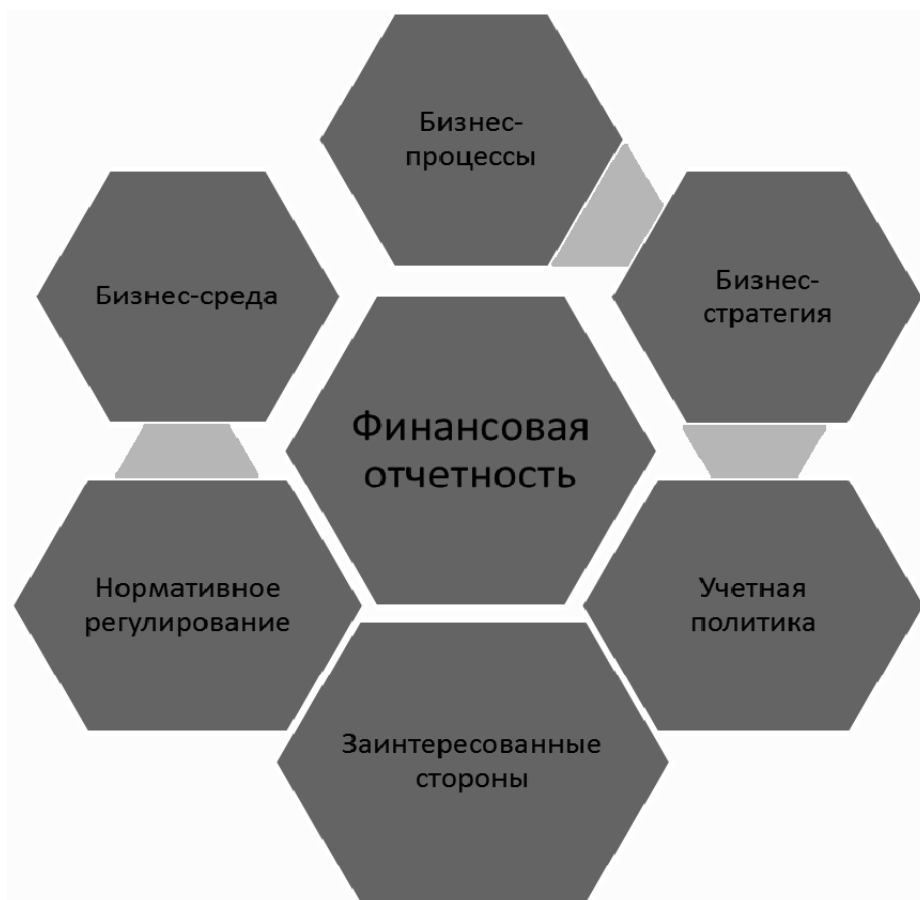 Бизнес-
процессы
Бизнес-среда
Бизнес-
стратегия
Финансовая
отчетность
Нормативное
регулирование
Учетная
политика
Заинтересованные
стороны